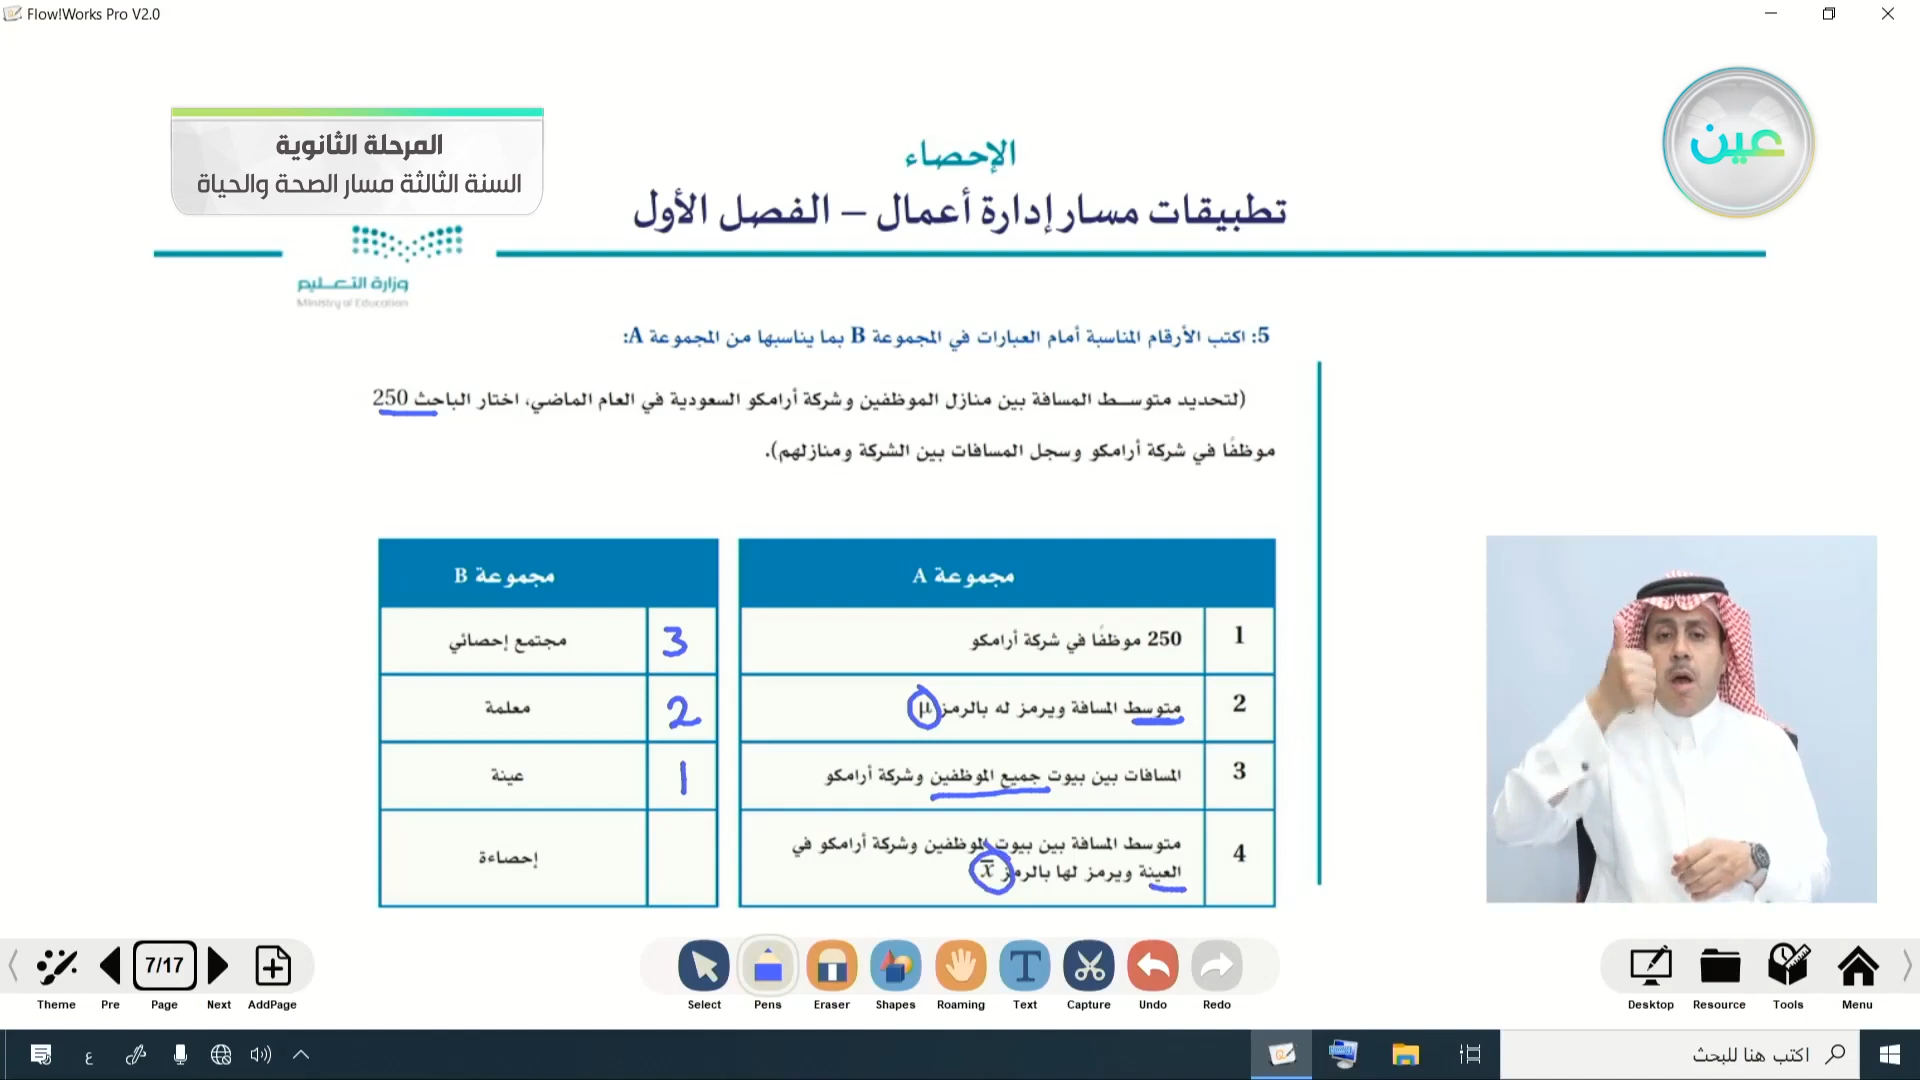 Flow!Works Pro V2.0
عين
المرحلة الثانوية
السنة الثالثة مسار الصحة والحياة
الإحصاء
تطبيقات مسار إدارة أعمال – الفصل الأول
وزارة التعليم
Ministry of Education
5: اكتب الأرقام المناسبة أمام العبارات في المجموعة B بما يناسبها من المجموعة A:
(لتحديد متوسط المسافة بين منازل الموظفين وشركة أرامكو السعودية في العام الماضي، اختار الباحث 250
موظفًا في شركة أرامكو وسجل المسافات بين الشركة ومنازلهم).
مجموعة A
1 250 موظفًا في شركة أرامكو
2 متوسط المسافة ويرمز له بالرمز μ
3 المسافات بين بيوت جميع الموظفين وشركة أرامكو
4 متوسط المسافة بين بيوت الموظفين وشركة أرامكو في
العينة ويرمز لها بالرمز x̄
مجموعة B
3 مجتمع إحصائي
2 معلمة
1 عينة
إحصاءة
7/17
Theme Pre Page Next AddPage
Select Pens Eraser Shapes Roaming Text Capture Undo Redo
Desktop Resource Tools Menu
ع
اكتب هنا للبحث